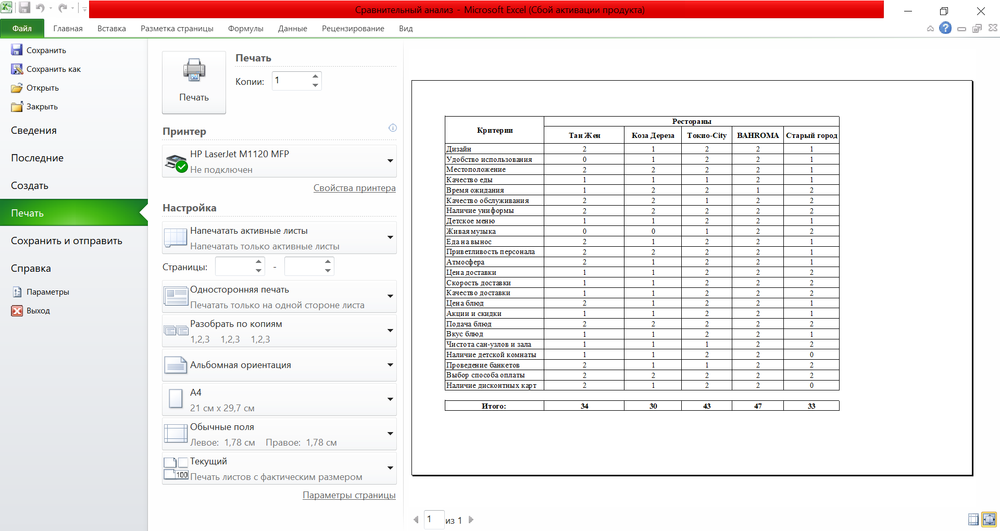 Сравнительный анализ - Microsoft Excel (Сбой активации продукта)
Файл Главная Вставка Разметка страницы Формулы Данные Рецензирование Вид
Сохранить
Сохранить как
Открыть
Закрыть
Сведения
Последние
Создать
Печать
Сохранить и отправить
Справка
Параметры
Выход
Печать
Печать
Копии: 1
Принтер
HP LaserJet M1120 MFP
Не подключен
Свойства принтера
Настройка
Напечатать активные листы
Напечатать только активные листы
Страницы: -
Односторонняя печать
Печатать только на одной стороне листа
Разобрать по копиям
1,2,3 1,2,3 1,2,3
Альбомная ориентация
A4
21 см x 29,7 см
Обычные поля
Левое: 1,78 см Правое: 1,78 см
Текущий
100
Печать листов с фактическим размером
Параметры страницы
Критерии Рестораны
Тан Жен Коза Дереза Токио-City BAHROMA Старый город
Дизайн 2 1 2 2 1
Удобство использования 0 1 2 2 1
Местоположение 2 2 2 2 1
Качество еды 1 1 1 2 1
Время ожидания 1 2 2 1 2
Качество обслуживания 2 2 1 2 2
Наличие униформы 2 2 2 2 2
Детское меню 1 1 2 2 1
Живая музыка 0 0 1 2 2
Еда на вынос 2 1 2 2 1
Приветливость персонала 2 2 2 2 1
Атмосфера 2 1 2 2 1
Цена доставки 1 1 2 2 2
Скорость доставки 1 1 2 2 2
Качество доставки 1 1 2 2 2
Цена блюд 2 1 2 2 1
Акции и скидки 1 1 2 2 1
Подача блюд 2 2 2 2 2
Вкус блюд 1 1 2 2 1
Чистота сан-узлов и зала 1 1 1 2 2
Наличие детской комнаты 1 1 2 2 0
Проведение банкетов 2 1 1 2 2
Выбор способа оплаты 2 2 2 2 2
Наличие дисконтных карт 2 1 2 2 0
Итого: 34 30 43 47 33
1 из 1